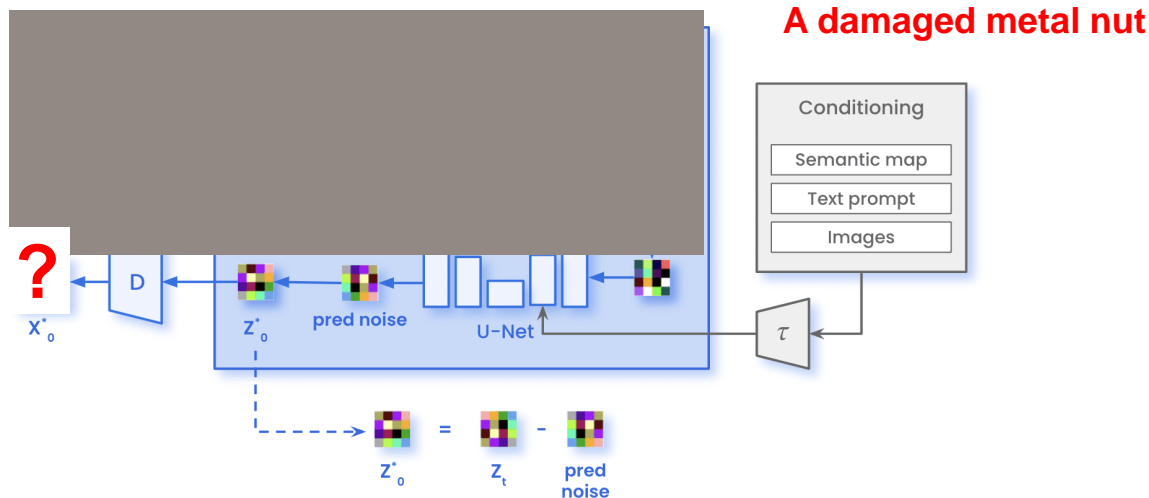 A damaged metal nut
Conditioning
Semantic map
Text prompt
Images
?
D
X*0
Z*0
pred noise
U-Net
τ
Z*0 = Zt - pred noise